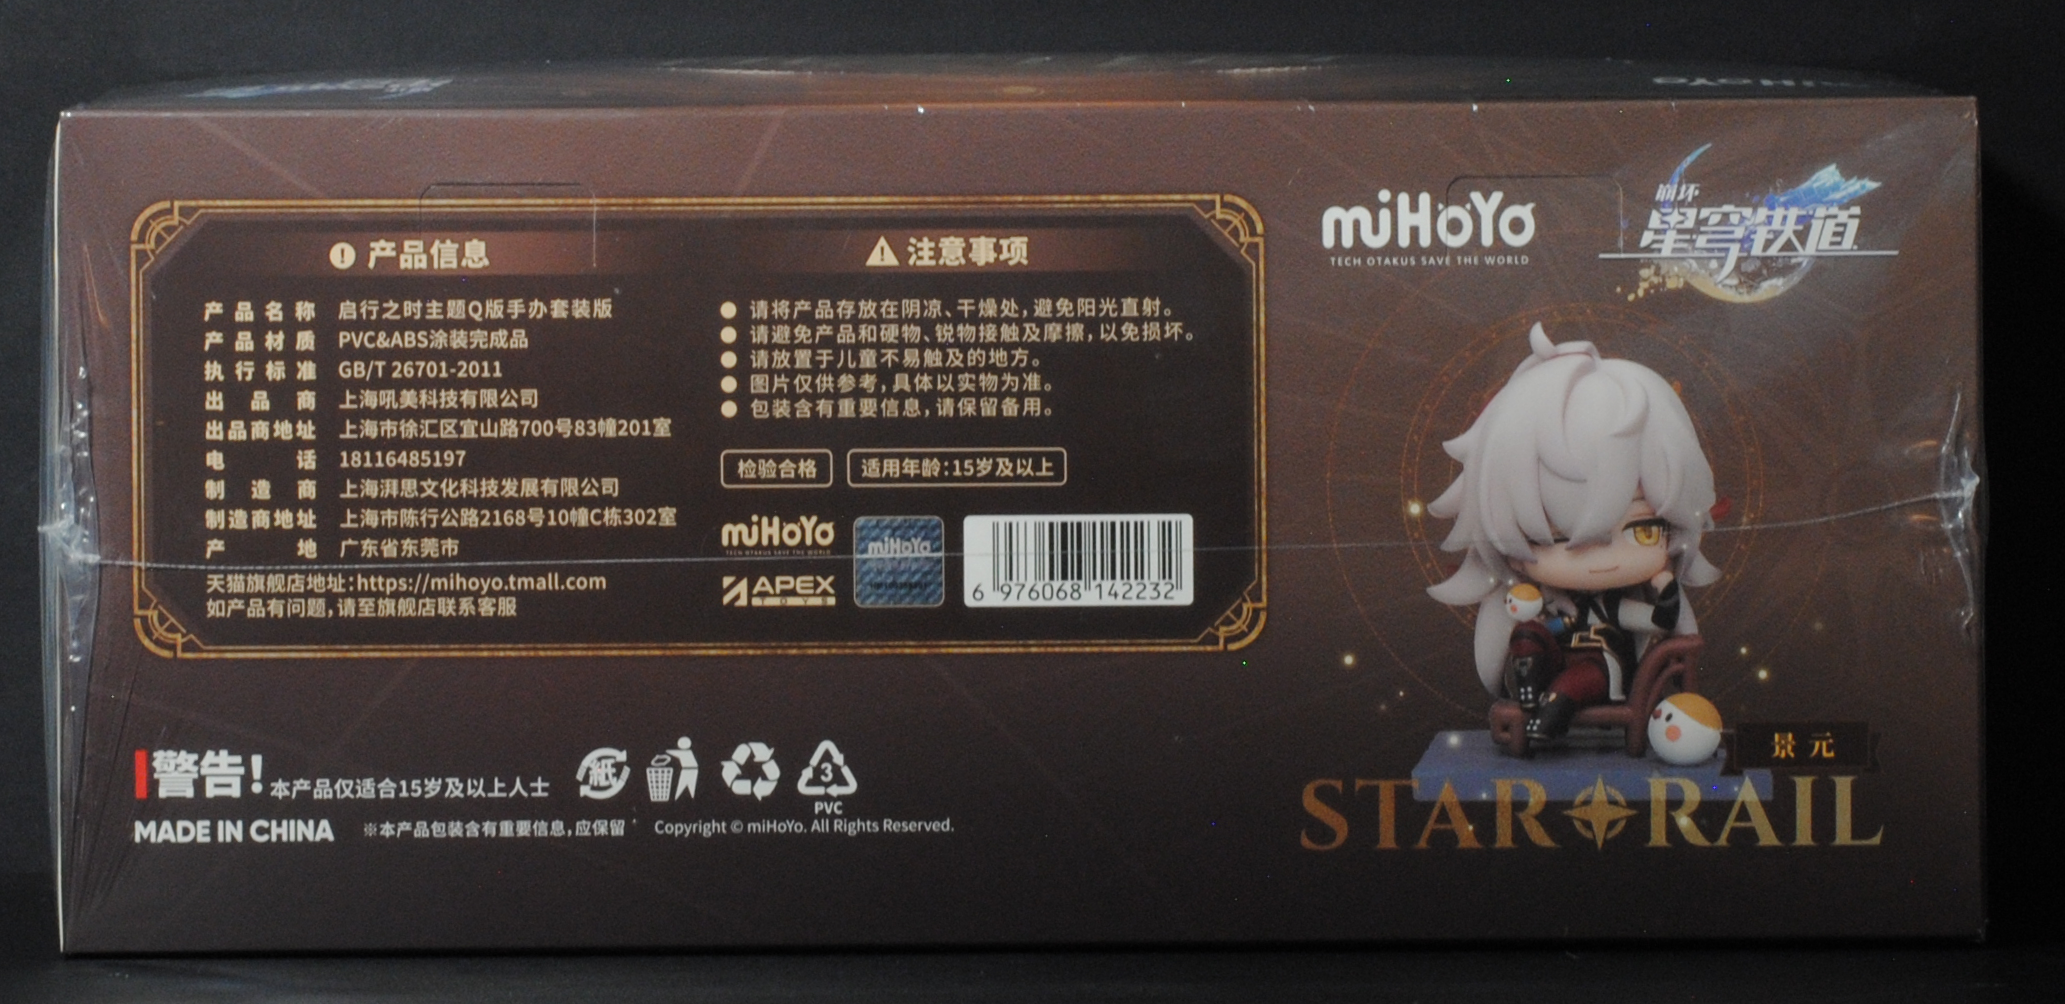 miHoYo
TECH OTAKUS SAVE THE WORLD
崩坏
星穹铁道
产品信息
产品名称 启行之时主题Q版手办套装版
产品材质 PVC&ABS涂装完成品
执行标准 GB/T 26701-2011
出品商 上海吼美科技有限公司
出品商地址 上海市徐汇区宜山路700号83幢201室
电话 18116485197
制造商 上海湃思文化科技发展有限公司
制造商地址 上海市陈行公路2168号10幢C栋302室
产地 广东省东莞市
天猫旗舰店地址:https://mihoyo.tmall.com
如产品有问题,请至旗舰店联系客服
注意事项
● 请将产品存放在阴凉、干燥处,避免阳光直射。
● 请避免产品和硬物、锐物接触及摩擦,以免损坏。
● 请放置于儿童不易触及的地方。
● 图片仅供参考,具体以实物为准。
● 包装含有重要信息,请保留备用。
检验合格 适用年龄:15岁及以上
miHoYo
TECH OTAKUS SAVE THE WORLD
APEX
TOYS
miHoYo
6 976068 142232
景元
STAR RAIL
警告! 本产品仅适合15岁及以上人士
紙
3
PVC
MADE IN CHINA ※本产品包装含有重要信息,应保留 Copyright © miHoYo. All Rights Reserved.